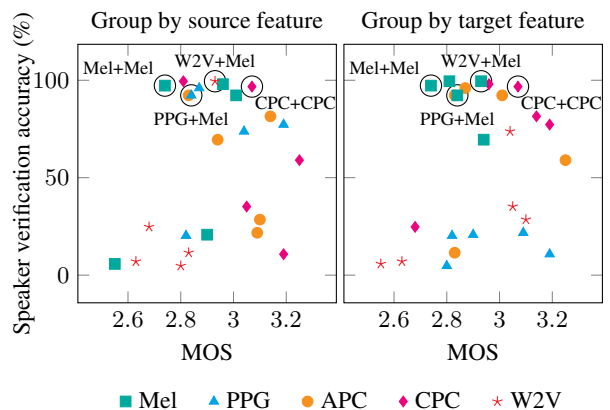 Group by source feature
Group by target feature
Speaker verification accuracy (%)
100
50
0
Mel+Mel
W2V+Mel
PPG+Mel
CPC+CPC
Mel+Mel
W2V+Mel
PPG+Mel
CPC+CPC
2.6 2.8 3 3.2
2.6 2.8 3 3.2
MOS
MOS
Mel PPG APC CPC W2V